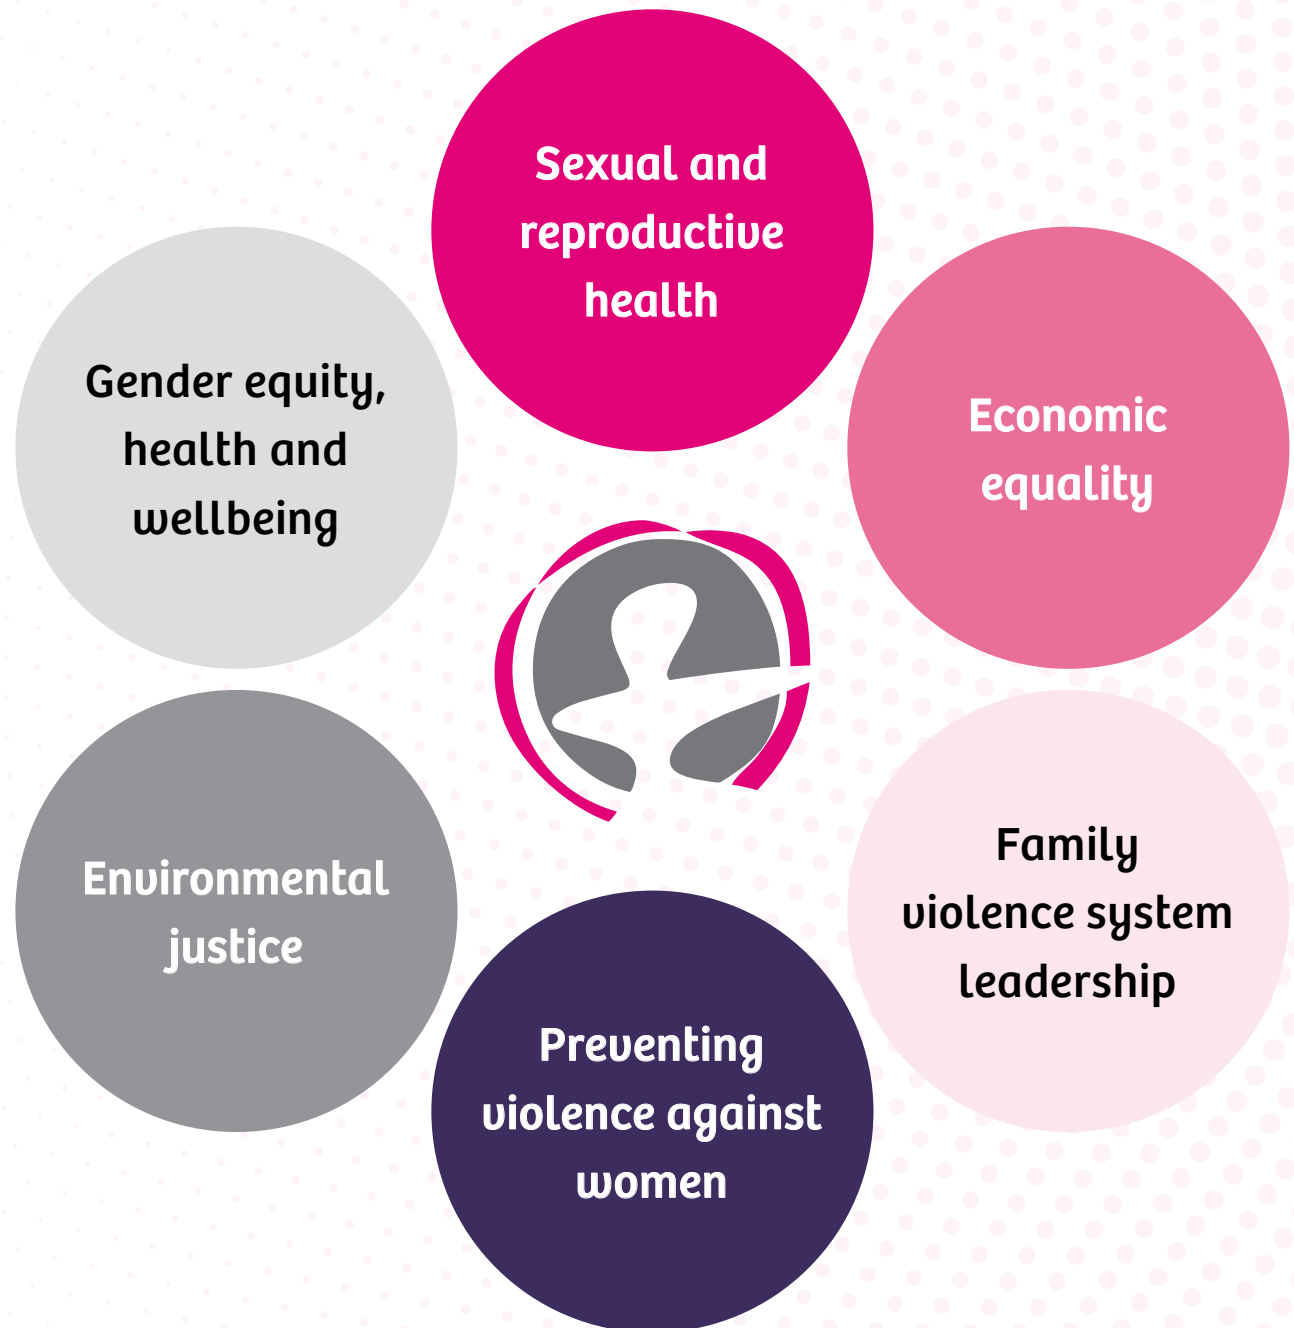 Sexual and
reproductive
health
Economic
equality
Family
violence system
leadership
Preventing
violence against
women
Environmental
justice
Gender equity,
health and
wellbeing